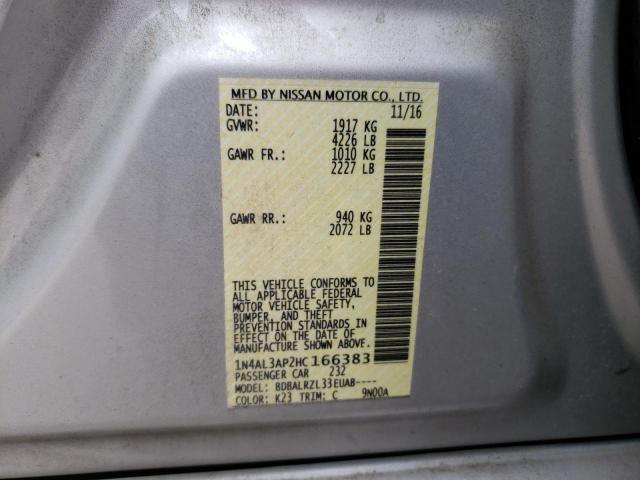 MFD BY NISSAN MOTOR CO., LTD.
DATE: 11/16
GVWR: 1917 KG
4226 LB
GAWR FR.: 1010 KG
2227 LB
GAWR RR.: 940 KG
2072 LB
THIS VEHICLE CONFORMS TO
ALL APPLICABLE FEDERAL
MOTOR VEHICLE SAFETY,
BUMPER, AND THEFT
PREVENTION STANDARDS IN
EFFECT ON THE DATE OF
MANUFACTURE SHOWN ABOVE.
1N4AL3AP2HC166383
PASSENGER CAR 232
MODEL: BDBALRZL33EUAB----
COLOR: K23 TRIM: C 9N00A